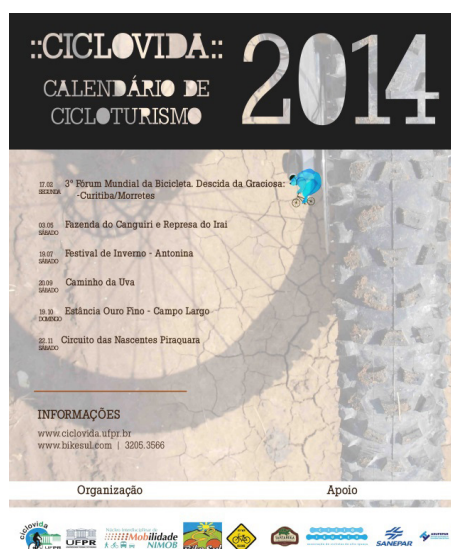 ::CICLOVIDA::
CALENDÁRIO DE
CICLOTURISMO
2014
17.02 SEGUNDA 3º Fórum Mundial da Bicicleta. Descida da Graciosa:
-Curitiba/Morretes
03.05 SÁBADO Fazenda do Canguiri e Represa do Irai
19.07 SÁBADO Festival de Inverno - Antonina
20.09 SÁBADO Caminho da Uva
19.10 DOMINGO Estância Ouro Fino - Campo Largo
22.11 SÁBADO Circuito das Nascentes Piraquara
INFORMAÇÕES
www.ciclovida.ufpr.br
www.bikesul.com | 3205.3566
Organização
Apoio
ciclovida
UFPR
UFPR
Mobilidade
NIMOB
SANEPAR